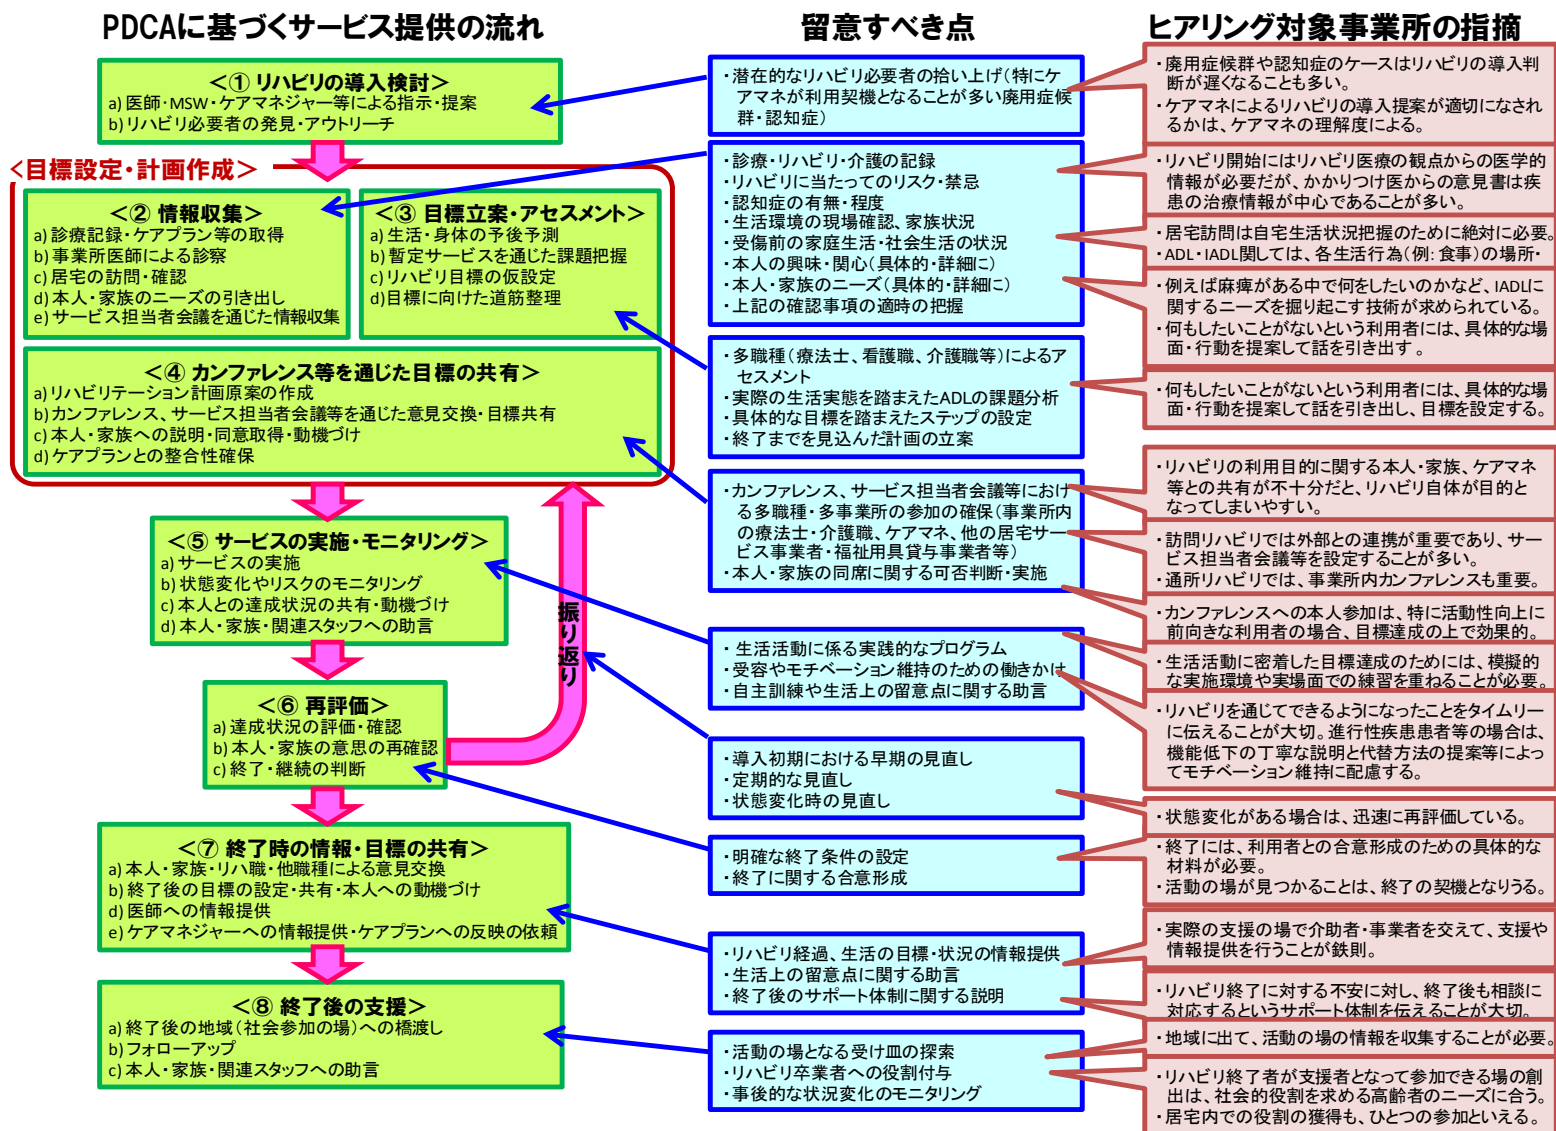 PDCAに基づくサービス提供の流れ
＜① リハビリの導入検討＞
a) 医師・MSW・ケアマネジャー等による指示・提案
b) リハビリ必要者の発見・アウトリーチ
＜目標設定・計画作成＞
＜② 情報収集＞
a) 診療記録・ケアプラン等の取得
b) 事業所医師による診察
c) 居宅の訪問・確認
d) 本人・家族のニーズの引き出し
e) サービス担当者会議を通じた情報収集
＜③ 目標立案・アセスメント＞
a) 生活・身体の予後予測
b) 暫定サービスを通じた課題把握
c) リハビリ目標の仮設定
d)目標に向けた道筋整理
＜④ カンファレンス等を通じた目標の共有＞
a) リハビリテーション計画原案の作成
b) カンファレンス、サービス担当者会議等を通じた意見交換・目標共有
c) 本人・家族への説明・同意取得・動機づけ
d) ケアプランとの整合性確保
＜⑤ サービスの実施・モニタリング＞
a) サービスの実施
b) 状態変化やリスクのモニタリング
c) 本人との達成状況の共有・動機づけ
d) 本人・家族・関連スタッフへの助言
振り返り
＜⑥ 再評価＞
a) 達成状況の評価・確認
b) 本人・家族の意思の再確認
c) 終了・継続の判断
＜⑦ 終了時の情報・目標の共有＞
a) 本人・家族・リハ職・他職種による意見交換
b) 終了後の目標の設定・共有・本人への動機づけ
d) 医師への情報提供
e) ケアマネジャーへの情報提供・ケアプランへの反映の依頼
＜⑧ 終了後の支援＞
a) 終了後の地域（社会参加の場）への橋渡し
b) フォローアップ
c) 本人・家族・関連スタッフへの助言
留意すべき点
・潜在的なリハビリ必要者の拾い上げ（特にケ
アマネが利用契機となることが多い廃用症候
群・認知症）
・診療・リハビリ・介護の記録
・リハビリに当たってのリスク・禁忌
・認知症の有無・程度
・生活環境の現場確認、家族状況
・受傷前の家庭生活・社会生活の状況
・本人の興味・関心（具体的・詳細に）
・本人・家族のニーズ（具体的・詳細に）
・上記の確認事項の適時の把握
・多職種（療法士、看護職、介護職等）によるア
セスメント
・実際の生活実態を踏まえたADLの課題分析
・具体的な目標を踏まえたステップの設定
・終了までを見込んだ計画の立案
・カンファレンス、サービス担当者会議等におけ
る多職種・多事業所の参加の確保（事業所内
の療法士・介護職、ケアマネ、他の居宅サー
ビス事業者・福祉用具貸与事業者等）
・本人・家族の同席に関する可否判断・実施
・生活活動に係る実践的なプログラム
・受容やモチベーション維持のための働きかけ
・自主訓練や生活上の留意点に関する助言
・導入初期における早期の見直し
・定期的な見直し
・状態変化時の見直し
・明確な終了条件の設定
・終了に関する合意形成
・リハビリ経過、生活の目標・状況の情報提供
・生活上の留意点に関する助言
・終了後のサポート体制に関する説明
・活動の場となる受け皿の探索
・リハビリ卒業者への役割付与
・事後的な状況変化のモニタリング
ヒアリング対象事業所の指摘
・廃用症候群や認知症のケースはリハビリの導入判
断が遅くなることも多い。
・ケアマネによるリハビリの導入提案が適切になされ
るかは、ケアマネの理解度による。
・リハビリ開始にはリハビリ医療の観点からの医学的
情報が必要だが、かかりつけ医からの意見書は疾
患の治療情報が中心であることが多い。
・居宅訪問は自宅生活状況把握のために絶対に必要。
・ADL・IADL関しては、各生活行為（例：食事）の場所・
・例えば麻痺がある中で何をしたいのかなど、IADLに
関するニーズを掘り起こす技術が求められている。
・何もしたいことがないという利用者には、具体的な場
面・行動を提案して話を引き出す。
・何もしたいことがないという利用者には、具体的な場
面・行動を提案して話を引き出し、目標を設定する。
・リハビリの利用目的に関する本人・家族、ケアマネ
等との共有が不十分だと、リハビリ自体が目的と
なってしまいやすい。
・訪問リハビリでは外部との連携が重要であり、サー
ビス担当者会議等を設定することが多い。
・通所リハビリでは、事業所内カンファレンスも重要。
・カンファレンスへの本人参加は、特に活動性向上に
前向きな利用者の場合、目標達成の上で効果的。
・生活活動に密着した目標達成のためには、模擬的
な実施環境や実場面での練習を重ねることが必要。
・リハビリを通じてできるようになったことをタイムリー
に伝えることが大切。進行性疾患患者等の場合は、
機能低下の丁寧な説明と代替方法の提案等によっ
てモチベーション維持に配慮する。
・状態変化がある場合は、迅速に再評価している。
・終了には、利用者との合意形成のための具体的な
材料が必要。
・活動の場が見つかることは、終了の契機となりうる。
・実際の支援の場で介助者・事業者を交えて、支援や
情報提供を行うことが鉄則。
・リハビリ終了に対する不安に対し、終了後も相談に
対応するというサポート体制を伝えることが大切。
・地域に出て、活動の場の情報を収集することが必要。
・リハビリ終了者が支援者となって参加できる場の創
出は、社会的役割を求める高齢者のニーズに合う。
・居宅内での役割の獲得も、ひとつの参加といえる。